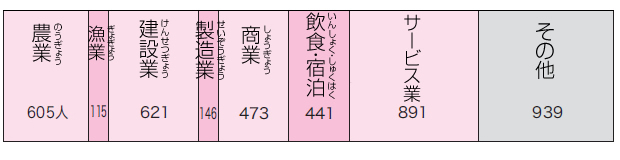 農業
のうぎょう
605人
漁業
ぎょぎょう
115
建設業
けんせつぎょう
621
製造業
せいぞうぎょう
146
商業
しょうぎょう
473
飲食・宿泊
いんしょくしゅくはく
441
サービス業
891
その他
939